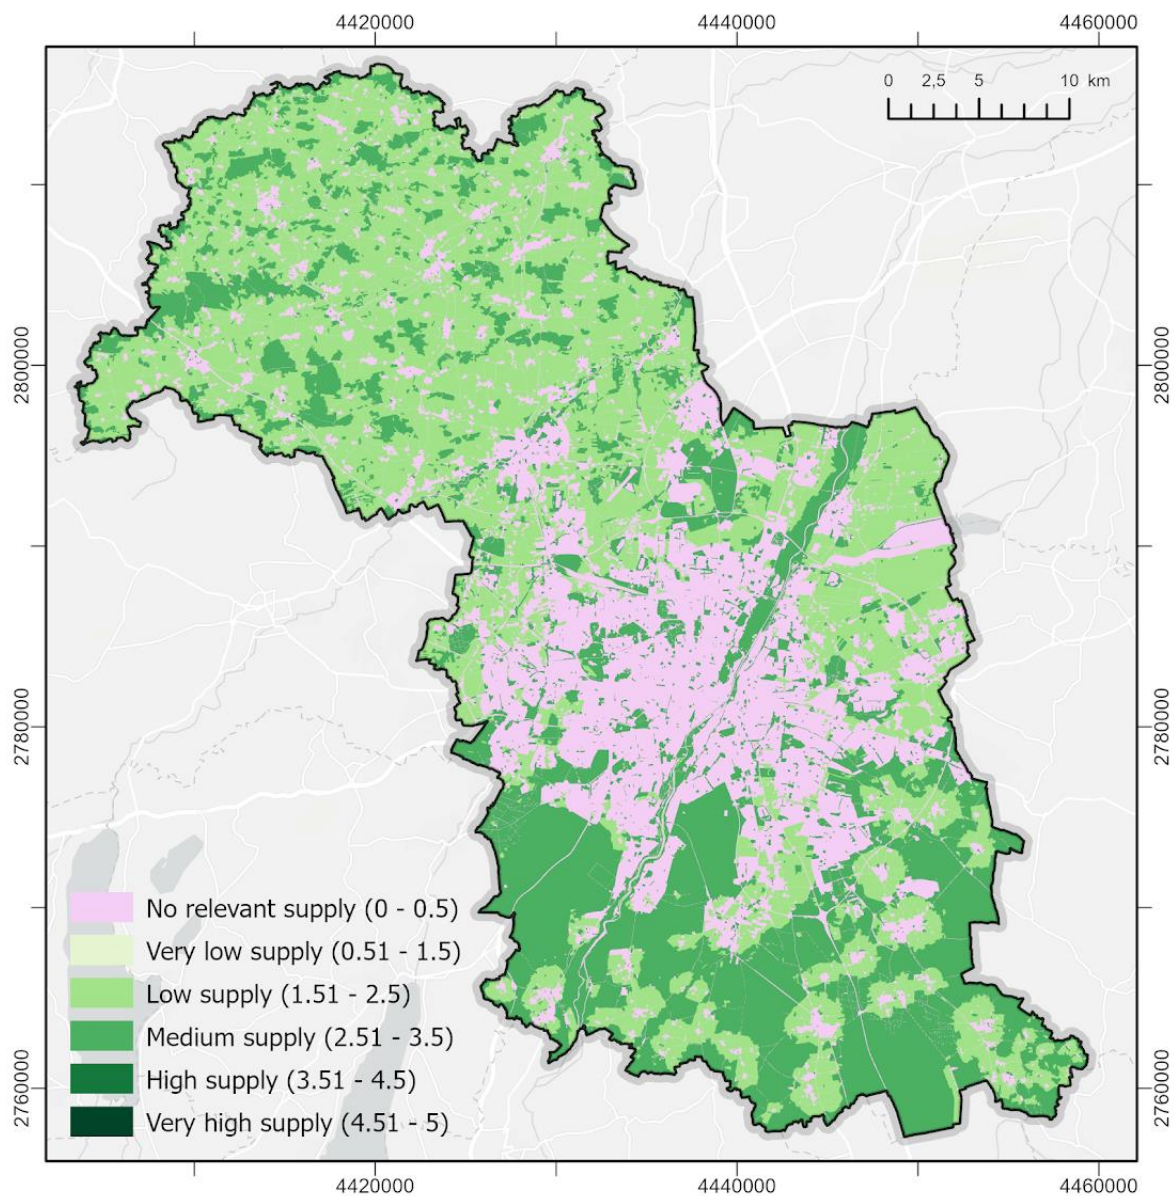 4420000 4440000 4460000
0 2,5 5 10 km
2800000 2800000
2780000 2780000
2760000 2760000
No relevant supply (0 - 0.5)
Very low supply (0.51 - 1.5)
Low supply (1.51 - 2.5)
Medium supply (2.51 - 3.5)
High supply (3.51 - 4.5)
Very high supply (4.51 - 5)
4420000 4440000 4460000